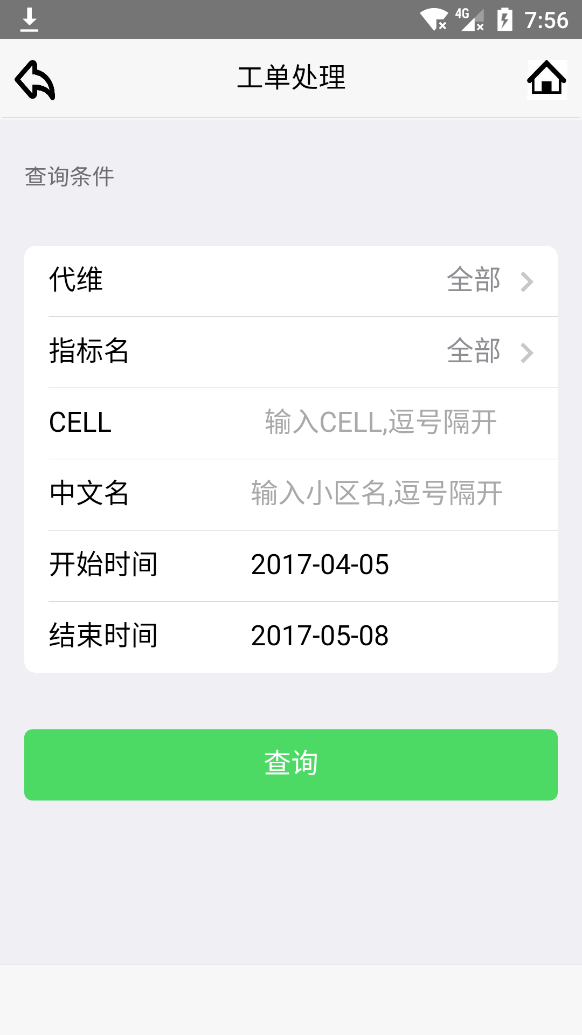 4G 7:56
工单处理
查询条件
代维 全部
指标名 全部
CELL 输入CELL,逗号隔开
中文名 输入小区名,逗号隔开
开始时间 2017-04-05
结束时间 2017-05-08
查询